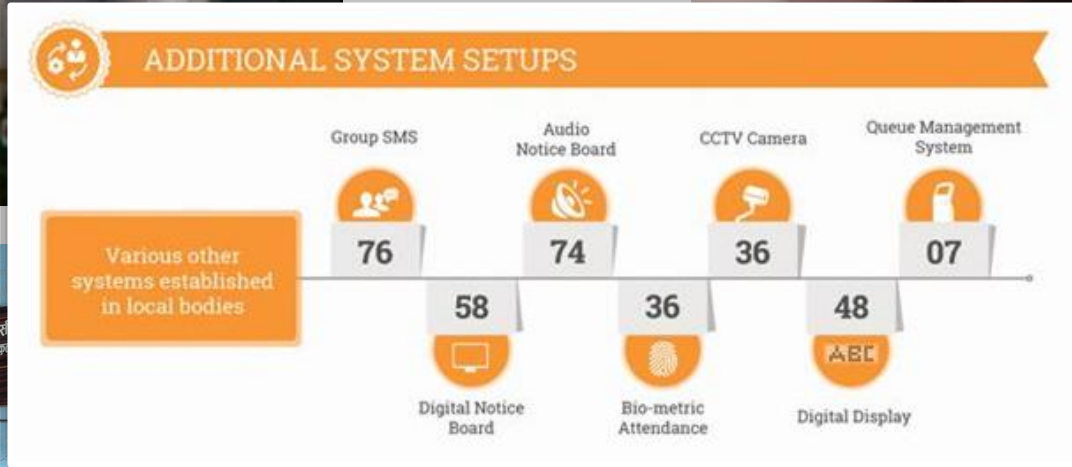 ADDITIONAL SYSTEM SETUPS
Group SMS
Audio
Notice Board
CCTV Camera
Queue Management
System
Various other
systems established
in local bodies
76
74
36
07
58
36
48
ABC
Digital Notice
Board
Bio-metric
Attendance
Digital Display